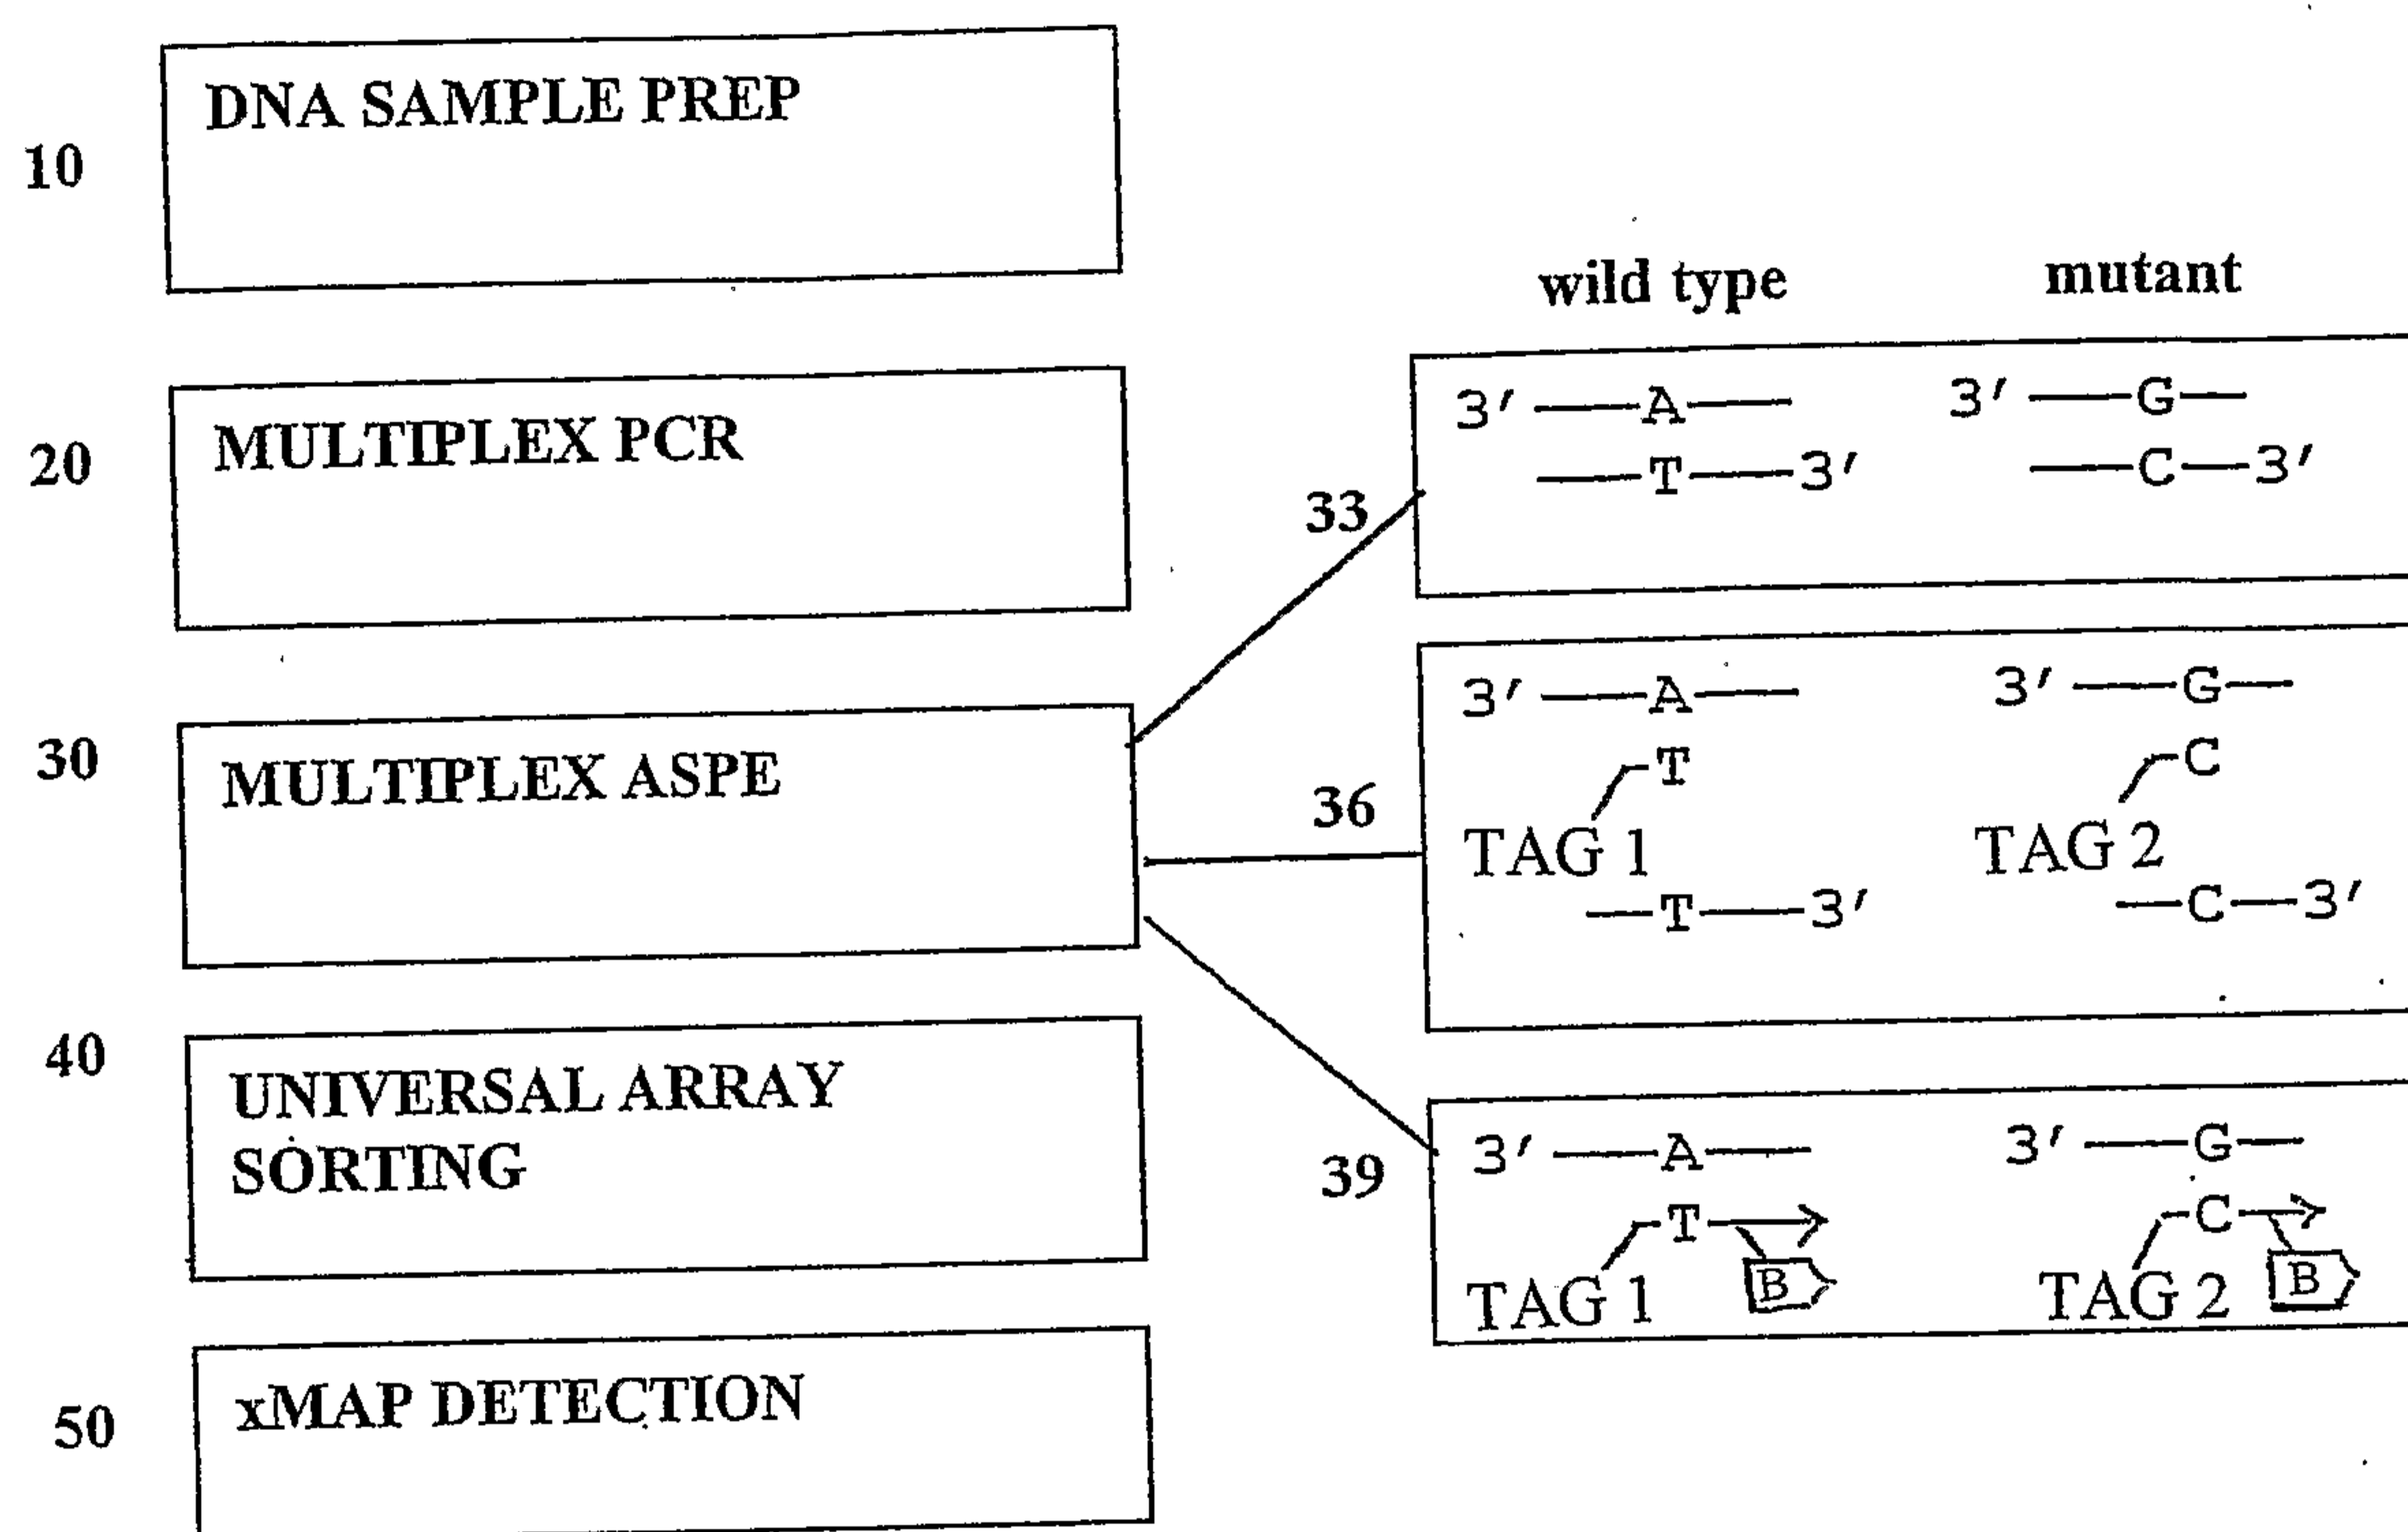 DNA SAMPLE PREP
10
MULTIPLEX PCR
20
MULTIPLEX ASPE
30
UNIVERSAL ARRAY
SORTING
40
xMAP DETECTION
50
wild type mutant
33
3' A 3' G
T 3' C 3'
36
3' A 3' G
T C
TAG 1 TAG 2
T 3' C 3'
39
3' A 3' G
T C
TAG 1 B TAG 2 B